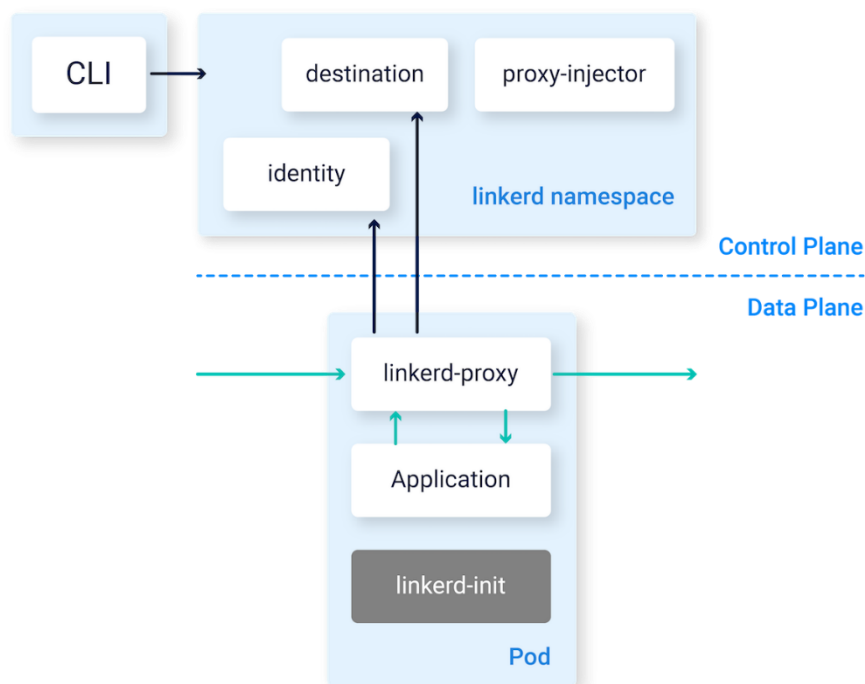 CLI
destination
proxy-injector
identity
linkerd namespace
Control Plane
Data Plane
linkerd-proxy
Application
linkerd-init
Pod